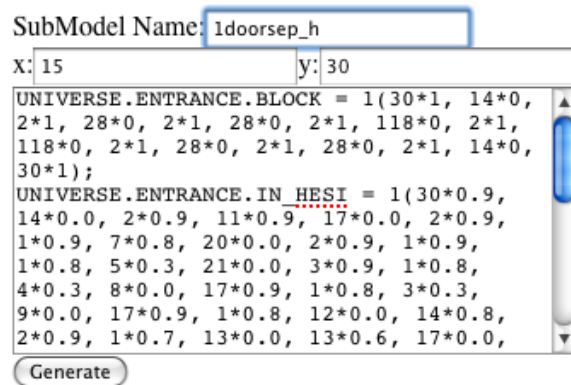 SubModel Name: 1doorsep_h
x: 15 y: 30
UNIVERSE.ENTRANCE.BLOCK = 1(30*1, 14*0,
2*1, 28*0, 2*1, 28*0, 2*1, 118*0, 2*1,
118*0, 2*1, 28*0, 2*1, 28*0, 2*1, 14*0,
30*1);
UNIVERSE.ENTRANCE.IN_HESI = 1(30*0.9,
14*0.0, 2*0.9, 11*0.9, 17*0.0, 2*0.9,
1*0.9, 7*0.8, 20*0.0, 2*0.9, 1*0.9,
1*0.8, 5*0.3, 21*0.0, 3*0.9, 1*0.8,
4*0.3, 8*0.0, 17*0.9, 1*0.8, 3*0.3,
9*0.0, 17*0.9, 1*0.8, 12*0.0, 14*0.8,
2*0.9, 1*0.7, 13*0.0, 13*0.6, 17*0.0,
Generate